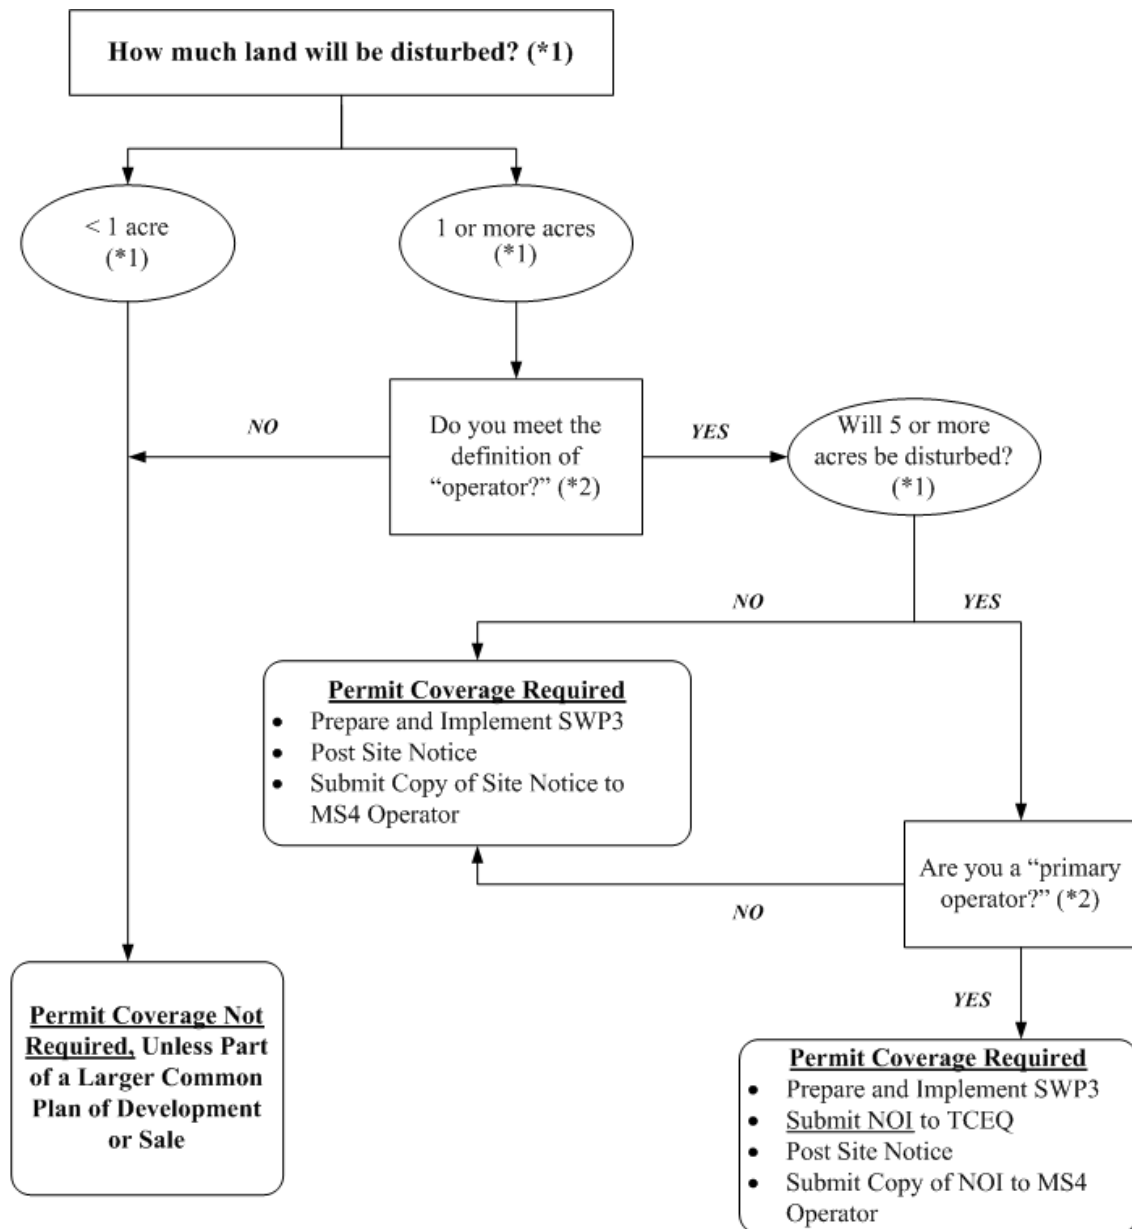 How much land will be disturbed? (*1)
< 1 acre
(*1)
1 or more acres
(*1)
Do you meet the
definition of
“operator?” (*2)
NO
YES
Will 5 or more
acres be disturbed?
(*1)
NO
YES
Permit Coverage Required
• Prepare and Implement SWP3
• Post Site Notice
• Submit Copy of Site Notice to
MS4 Operator
Are you a “primary
operator?” (*2)
NO
YES
Permit Coverage Not
Required, Unless Part
of a Larger Common
Plan of Development
or Sale
Permit Coverage Required
• Prepare and Implement SWP3
• Submit NOI to TCEQ
• Post Site Notice
• Submit Copy of NOI to MS4
Operator